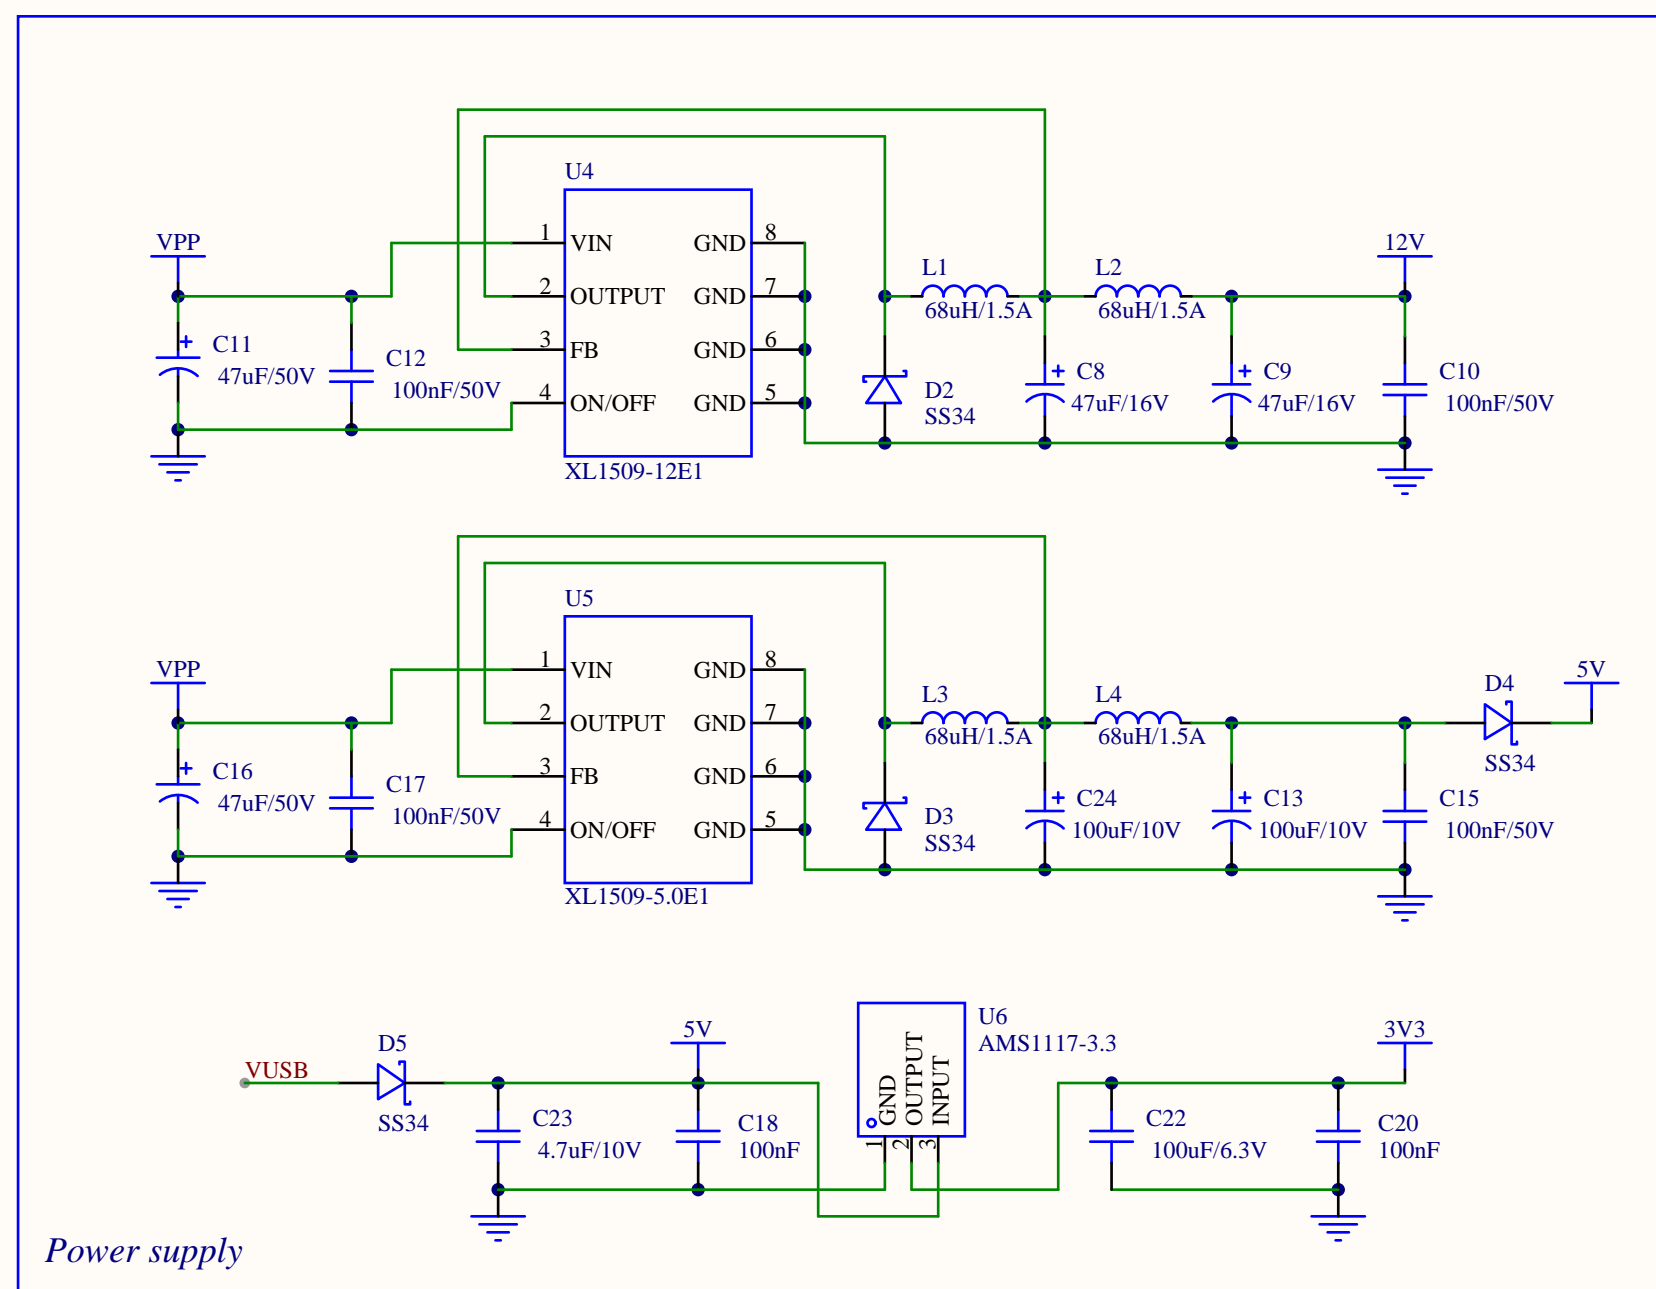 U4
1 VIN GND 8
2 OUTPUT GND 7
3 FB GND 6
4 ON/OFF GND 5
XL1509-12E1
VPP
+ C11
47uF/50V
C12
100nF/50V
L1
68uH/1.5A
L2
68uH/1.5A
12V
D2
SS34
+ C8
47uF/16V
+ C9
47uF/16V
C10
100nF/50V
U5
1 VIN GND 8
2 OUTPUT GND 7
3 FB GND 6
4 ON/OFF GND 5
XL1509-5.0E1
VPP
+ C16
47uF/50V
C17
100nF/50V
L3
68uH/1.5A
L4
68uH/1.5A
D4
SS34
5V
D3
SS34
+ C24
100uF/10V
+ C13
100uF/10V
C15
100nF/50V
VUSB
D5
SS34
5V
C23
4.7uF/10V
C18
100nF
U6
AMS1117-3.3
1 GND
2 OUTPUT
3 INPUT
3V3
C22
100uF/6.3V
C20
100nF
Power supply